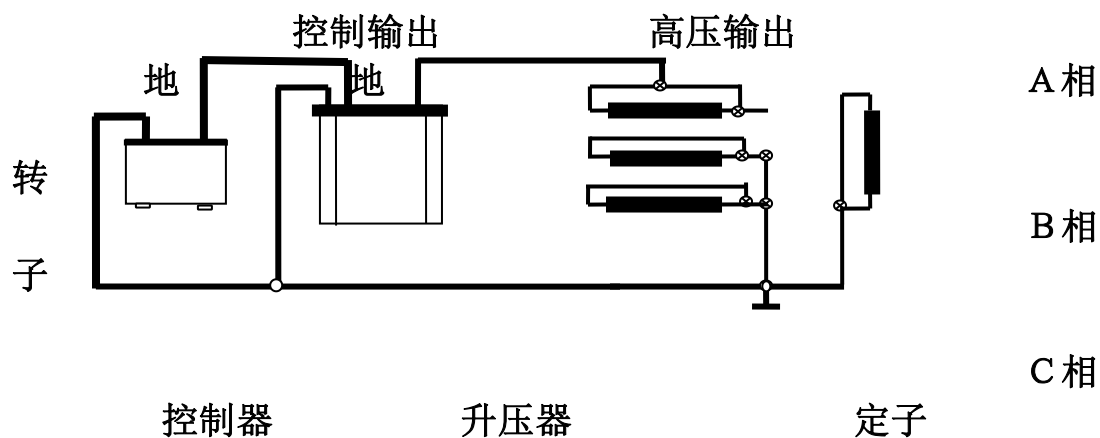 控制输出 高压输出
地 地 A相
转
子
B相
C相
控制器 升压器 定子